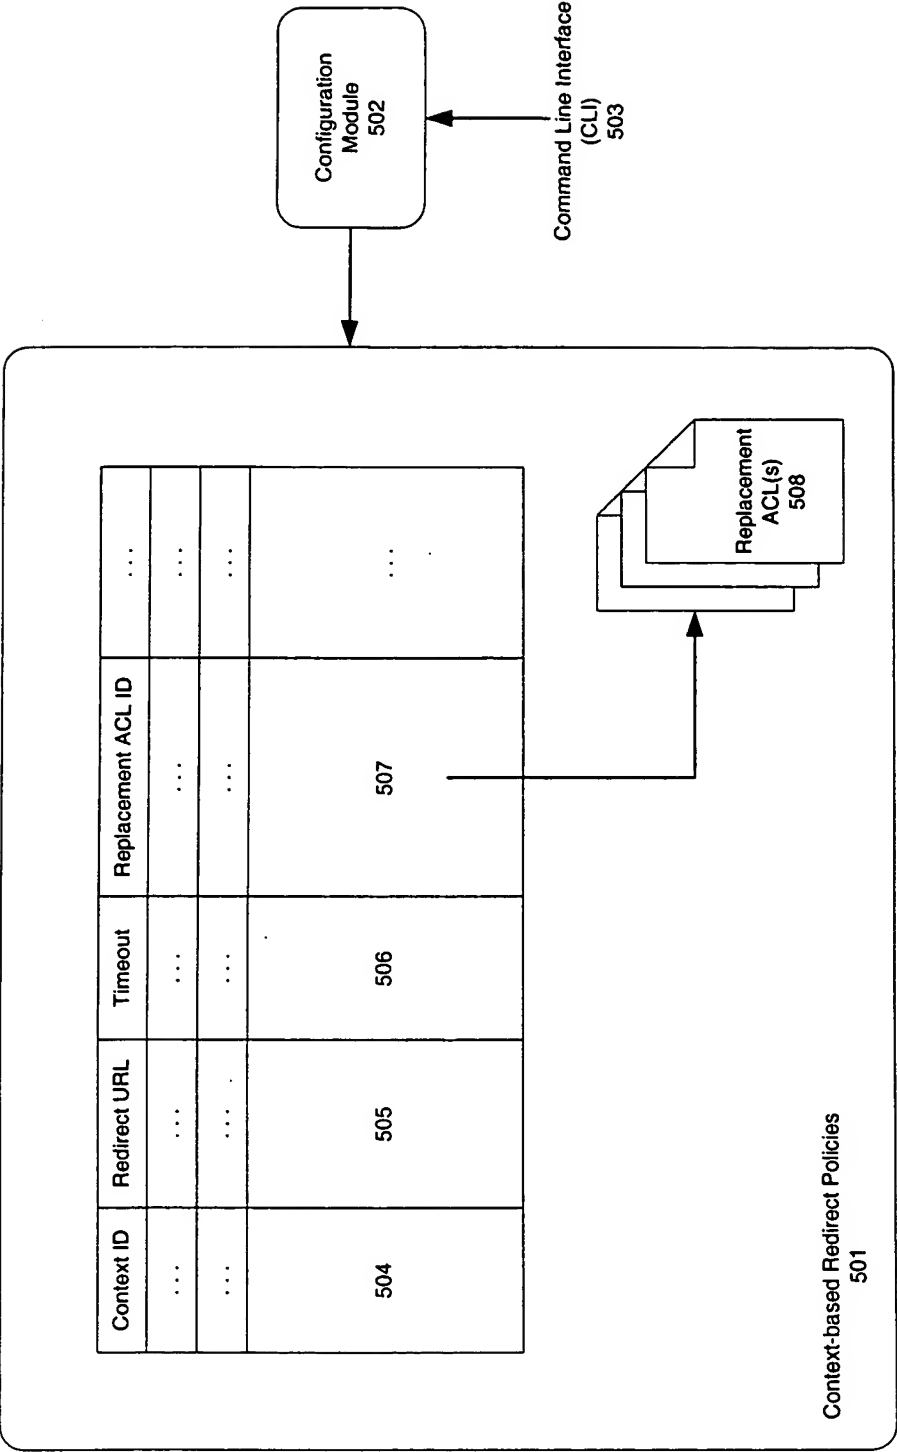 Configuration
Module
502
Command Line Interface
(CLI)
503
Context ID
Redirect URL
Timeout
Replacement ACL ID
...
...
...
...
...
...
...
...
...
...
...
504
505
506
507
...
Replacement
ACL(s)
508
Context-based Redirect Policies
501